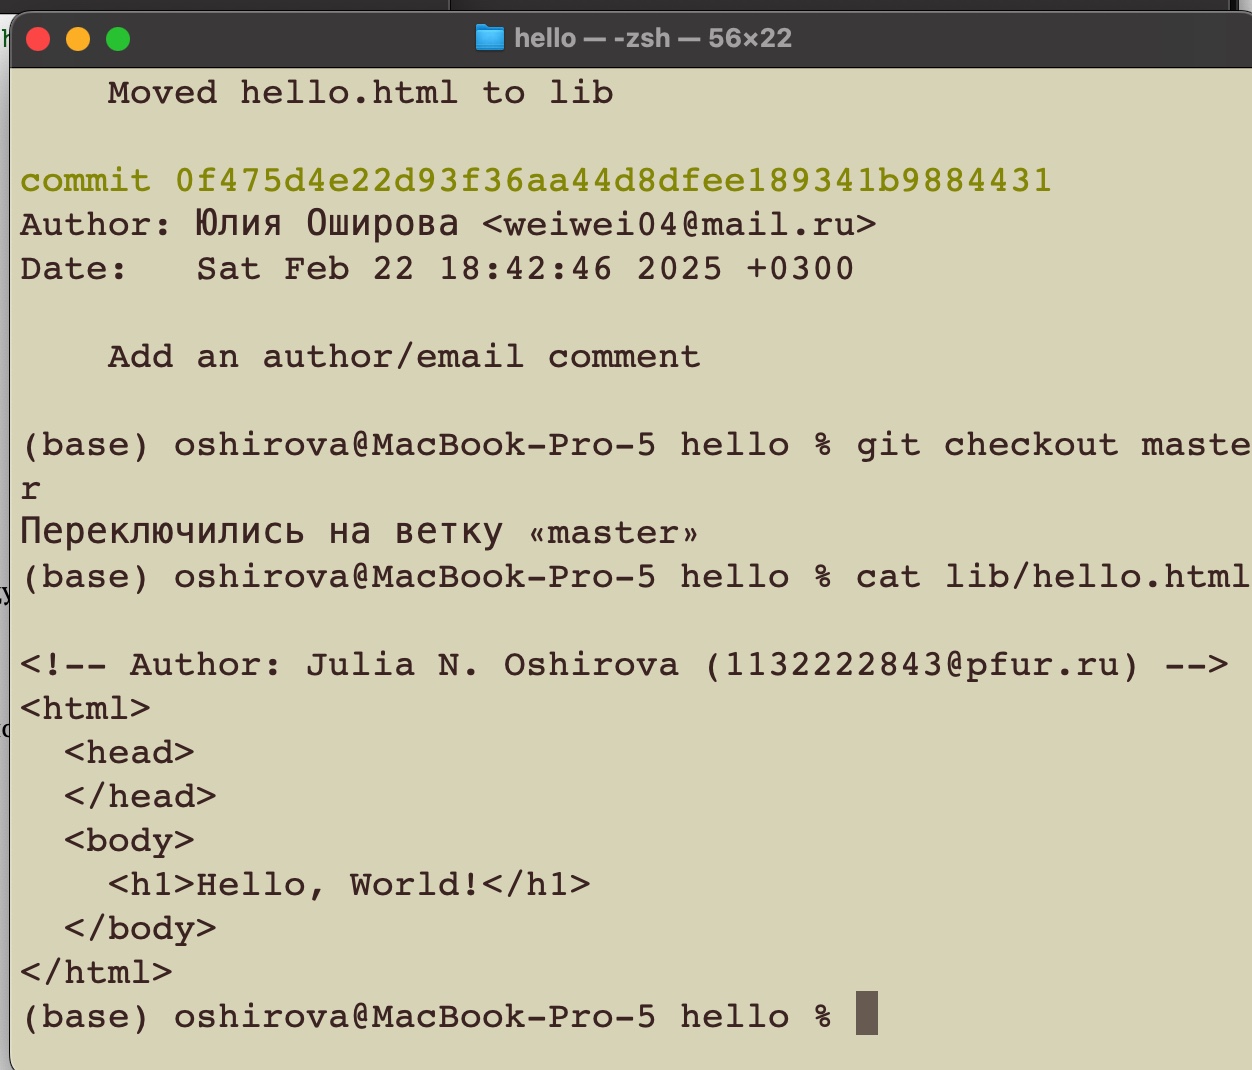 hello — -zsh — 56×22
Moved hello.html to lib
commit 0f475d4e22d93f36aa44d8dfee189341b9884431
Author: Юлия Оширова <weiwei04@mail.ru>
Date:   Sat Feb 22 18:42:46 2025 +0300
Add an author/email comment
(base) oshirova@MacBook-Pro-5 hello % git checkout maste
r
Переключились на ветку «master»
(base) oshirova@MacBook-Pro-5 hello % cat lib/hello.html
<!-- Author: Julia N. Oshirova (1132222843@pfur.ru) -->
<html>
  <head>
  </head>
  <body>
    <h1>Hello, World!</h1>
  </body>
</html>
(base) oshirova@MacBook-Pro-5 hello %